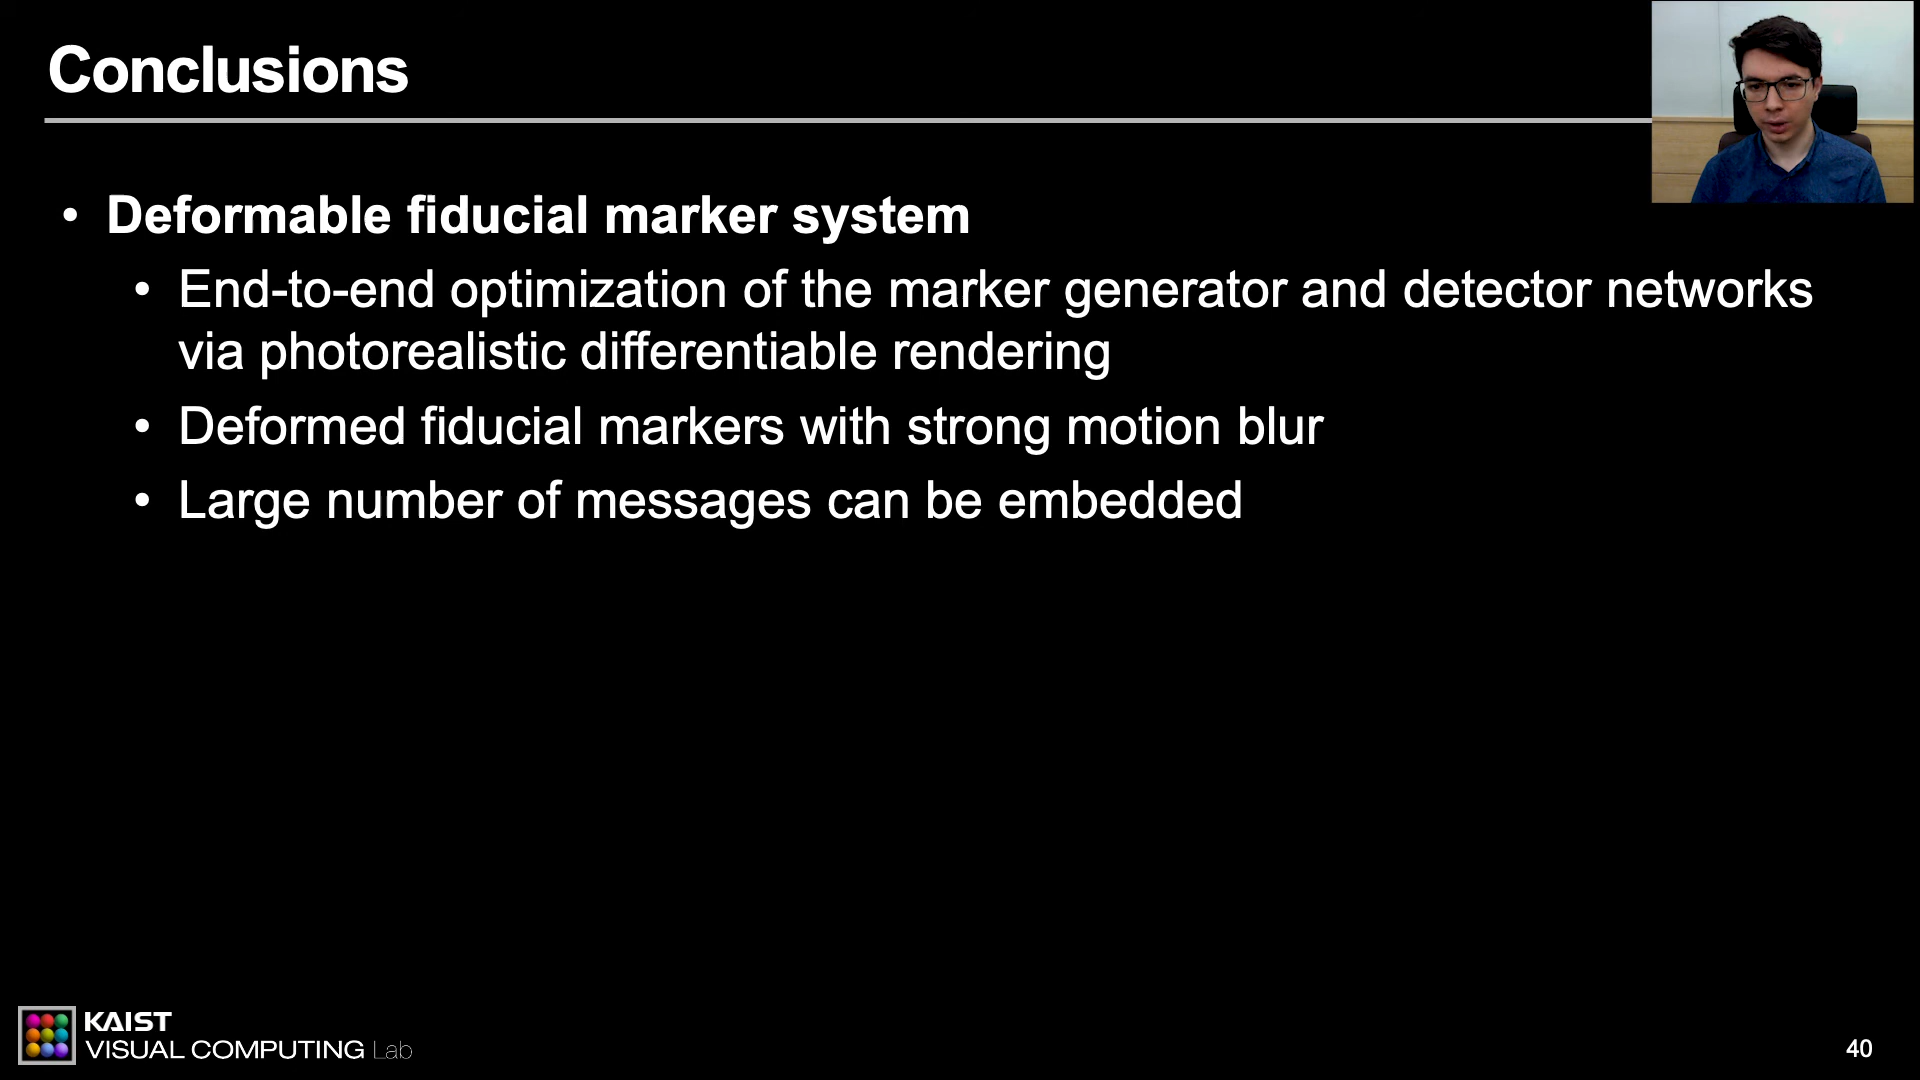 Conclusions
• Deformable fiducial marker system
• End-to-end optimization of the marker generator and detector networks
via photorealistic differentiable rendering
• Deformed fiducial markers with strong motion blur
• Large number of messages can be embedded
KAIST
VISUAL COMPUTING Lab
40